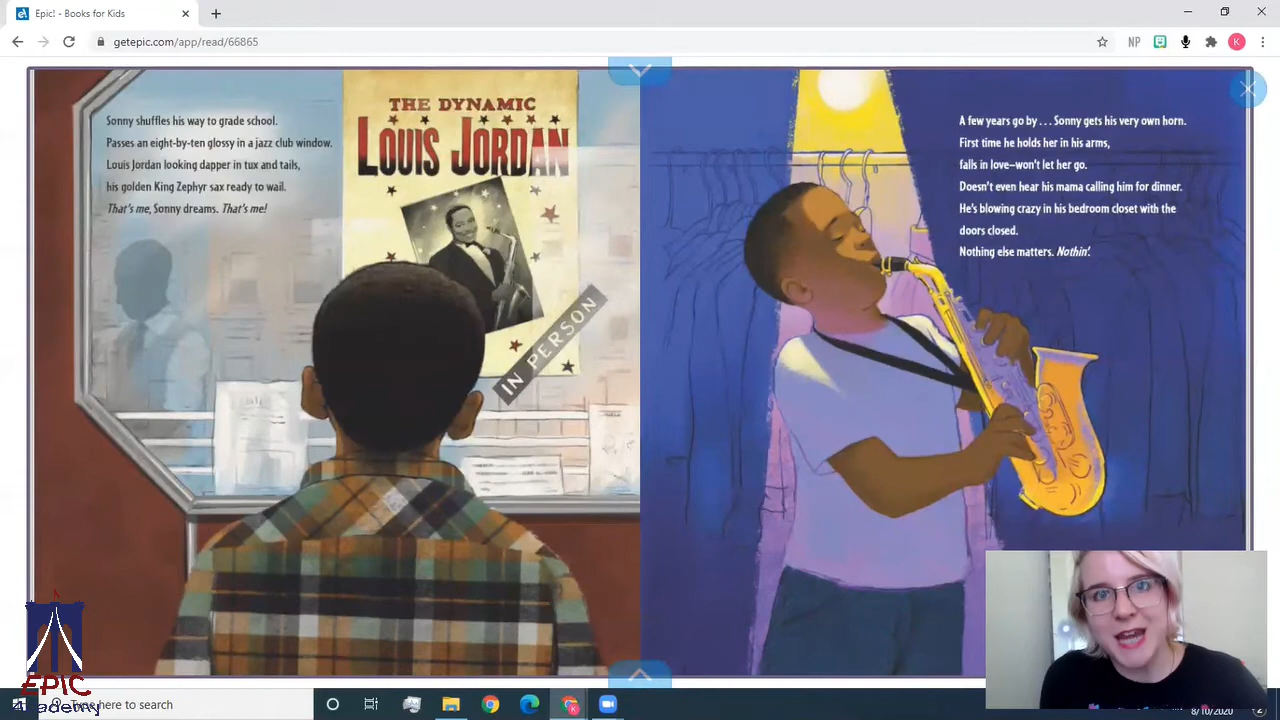 Epic! - Books for Kids
getepic.com/app/read/66865
NP
K
Sonny shuffles his way to grade school.
Passes an eight-by-ten glossy in a jazz club window.
Louis Jordan looking dapper in tux and tails,
his golden King Zephyr sax ready to wail.
That's me, Sonny dreams. That's me!
THE DYNAMIC
LOUIS JORDAN
IN PERSON
A few years go by . . . Sonny gets his very own horn.
First time he holds her in his arms,
falls in love–won't let her go.
Doesn't even hear his mama calling him for dinner.
He's blowing crazy in his bedroom closet with the
doors closed.
Nothing else matters. Nothin'.
EPIC
Academy
Type here to search
8/10/2020
2